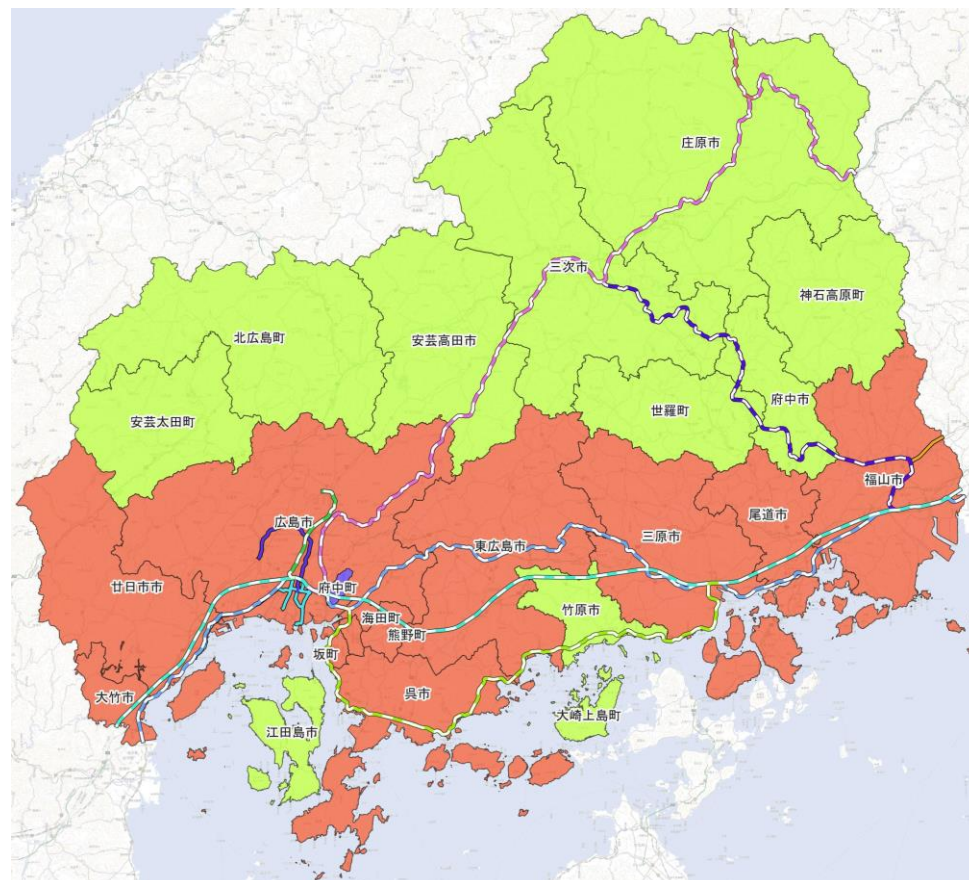 庄原市
三次市
神石高原町
北広島町
安芸高田市
世羅町
府中市
安芸太田町
福山市
広島市
尾道市
東広島市
三原市
廿日市市
府中町
竹原市
海田町
熊野町
坂町
大竹市
呉市
大崎上島町
江田島市